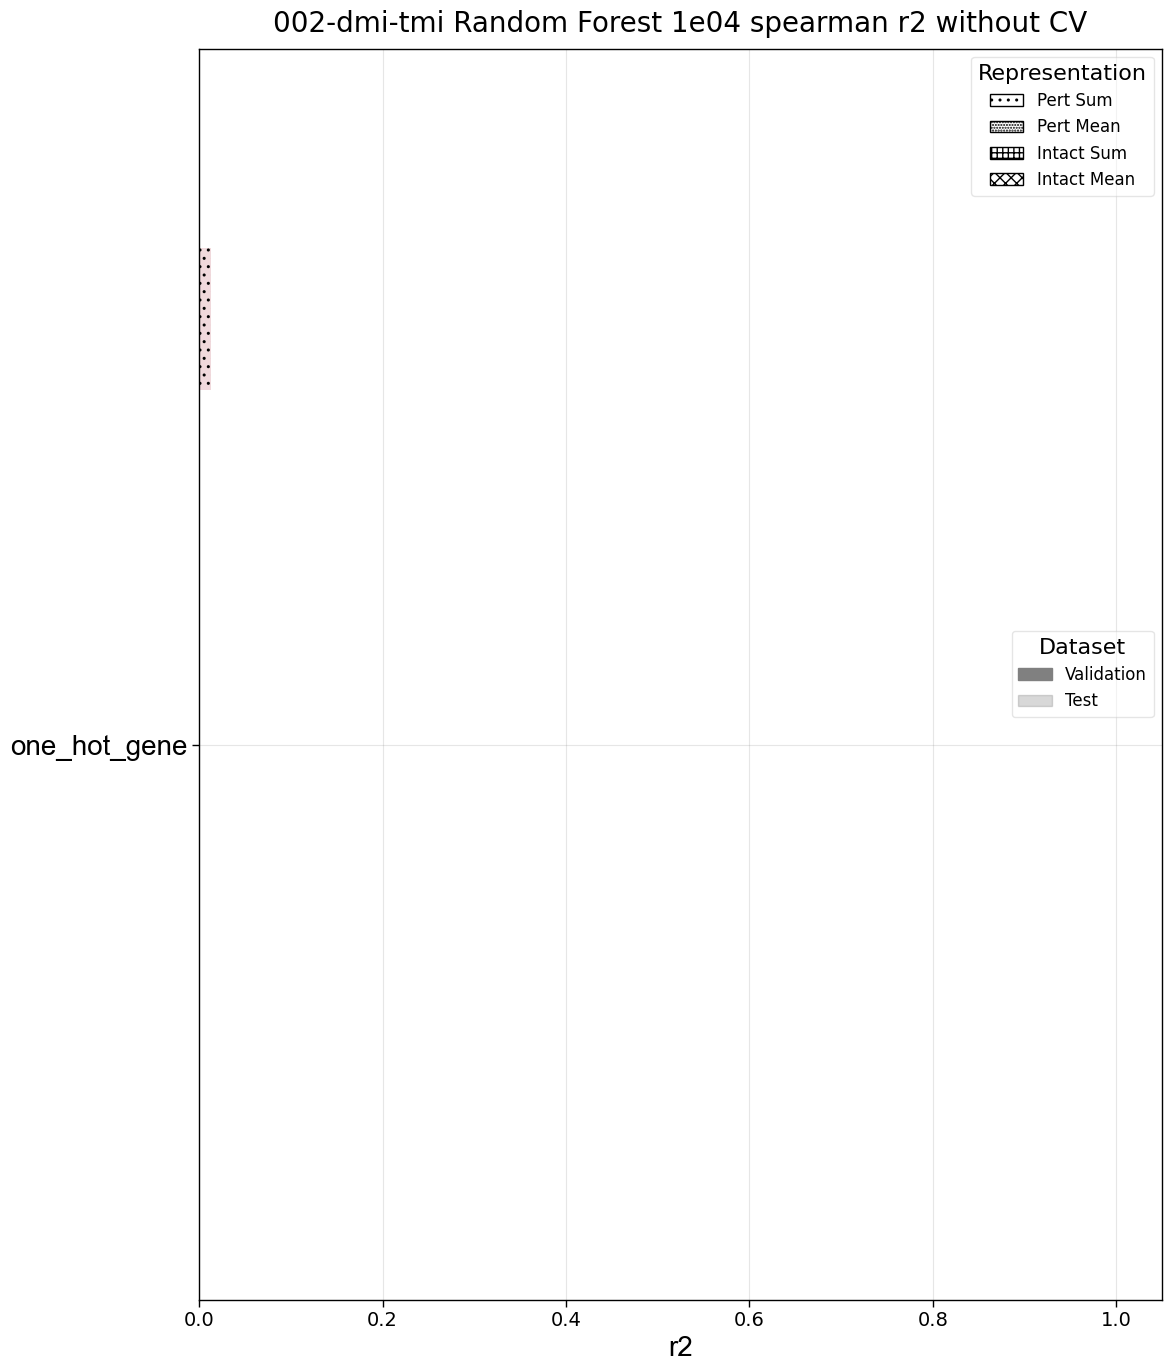 002-dmi-tmi Random Forest 1e04 spearman r2 without CV
Representation
Pert Sum
Pert Mean
Intact Sum
Intact Mean
Dataset
Validation
Test
one_hot_gene
0.0 0.2 0.4 0.6 0.8 1.0
r2